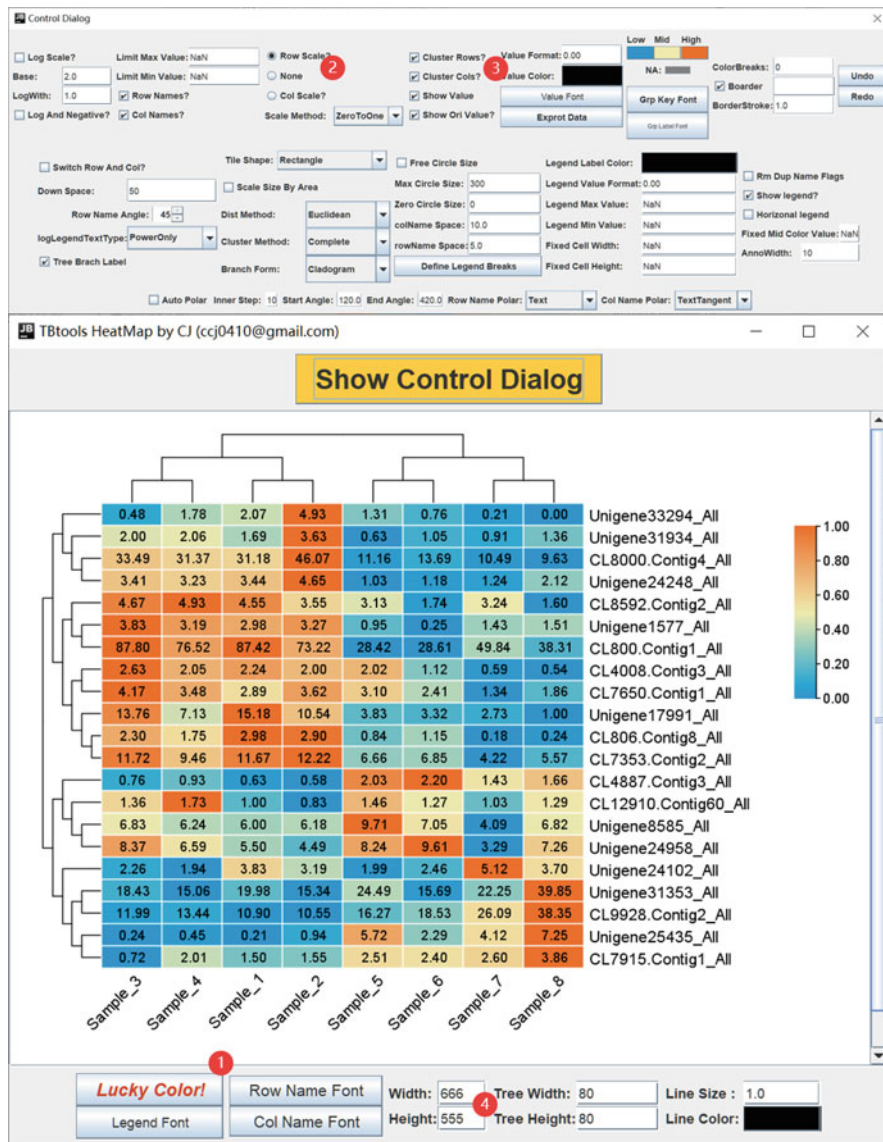 JB Control Dialog
Log Scale? Limit Max Value: NaN Row Scale? 2 Cluster Rows? Value Format: 0.00 Low Mid High
Base: 2.0 Limit Min Value: NaN None Cluster Cols? 3 Value Color: NA: ColorBreaks: 0
LogWith: 1.0 Row Names? Col Scale? Show Value Value Font Grp Key Font Boarder Undo
Log And Negative? Col Names? Scale Method: ZeroToOne Show Ori Value? Exprot Data Grp Label Font BorderStroke: 1.0 Redo
Switch Row And Col? Tile Shape: Rectangle Free Circle Size Legend Label Color: Rm Dup Name Flags
Down Space: 50 Scale Size By Area Max Circle Size: 300 Legend Value Format: 0.00 Show legend?
Row Name Angle: 45 Dist Method: Euclidean Zero Circle Size: 0 Legend Max Value: NaN Horizonal legend
logLegendTextType: PowerOnly Cluster Method: Complete colName Space: 10.0 Legend Min Value: NaN Fixed Mid Color Value: NaN
Tree Brach Label Branch Form: Cladogram rowName Space: 5.0 Fixed Cell Width: NaN AnnoWidth: 10
Define Legend Breaks Fixed Cell Height: NaN
Auto Polar Inner Step: 10 Start Angle: 120.0 End Angle: 420.0 Row Name Polar: Text Col Name Polar: TextTangent
JB TBtools HeatMap by CJ (ccj0410@gmail.com)
Show Control Dialog
0.48 1.78 2.07 4.93 1.31 0.76 0.21 0.00 Unigene33294_All
2.00 2.06 1.69 3.63 0.63 1.05 0.91 1.36 Unigene31934_All
33.49 31.37 31.18 46.07 11.16 13.69 10.49 9.63 CL8000.Contig4_All
3.41 3.23 3.44 4.65 1.03 1.18 1.24 2.12 Unigene24248_All
4.67 4.93 4.55 3.55 3.13 1.74 3.24 1.60 CL8592.Contig2_All
3.83 3.19 2.98 3.27 0.95 0.25 1.43 1.51 Unigene1577_All
87.80 76.52 87.42 73.22 28.42 28.61 49.84 38.31 CL800.Contig1_All
2.63 2.05 2.24 2.00 2.02 1.12 0.59 0.54 CL4008.Contig3_All
4.17 3.48 2.89 3.62 3.10 2.41 1.34 1.86 CL7650.Contig1_All
13.76 7.13 15.18 10.54 3.83 3.32 2.73 1.00 Unigene17991_All
2.30 1.75 2.98 2.90 0.84 1.15 0.18 0.24 CL806.Contig8_All
11.72 9.46 11.67 12.22 6.66 6.85 4.22 5.57 CL7353.Contig2_All
0.76 0.93 0.63 0.58 2.03 2.20 1.43 1.66 CL4887.Contig3_All
1.36 1.73 1.00 0.83 1.46 1.27 1.03 1.29 CL12910.Contig60_All
6.83 6.24 6.00 6.18 9.71 7.05 4.09 6.82 Unigene8585_All
8.37 6.59 5.50 4.49 8.24 9.61 3.29 7.26 Unigene24958_All
2.26 1.94 3.83 3.19 1.99 2.46 5.12 3.70 Unigene24102_All
18.43 15.06 19.98 15.34 24.49 15.69 22.25 39.85 Unigene31353_All
11.99 13.44 10.90 10.55 16.27 18.53 26.09 38.35 CL9928.Contig2_All
0.24 0.45 0.21 0.94 5.72 2.29 4.12 7.25 Unigene25435_All
0.72 2.01 1.50 1.55 2.51 2.40 2.60 3.86 CL7915.Contig1_All
1.00
0.80
0.60
0.40
0.20
0.00
Sample_3 Sample_4 Sample_1 Sample_2 Sample_5 Sample_6 Sample_7 Sample_8
1
Lucky Color! Row Name Font Width: 666 4 Tree Width: 80 Line Size : 1.0
Legend Font Col Name Font Height: 555 Tree Height: 80 Line Color: